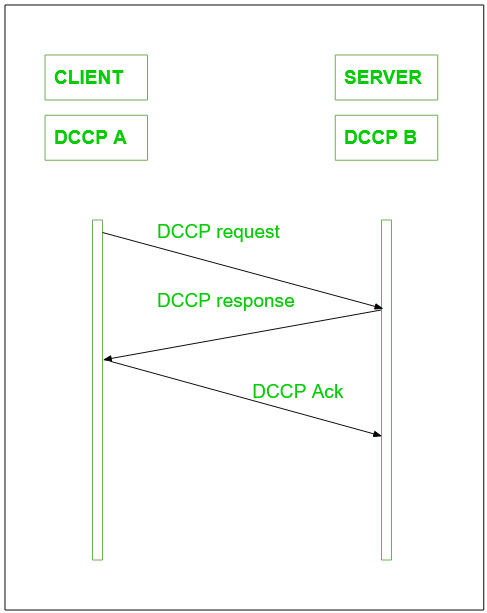 CLIENT
SERVER
DCCP A
DCCP B
DCCP request
DCCP response
DCCP Ack